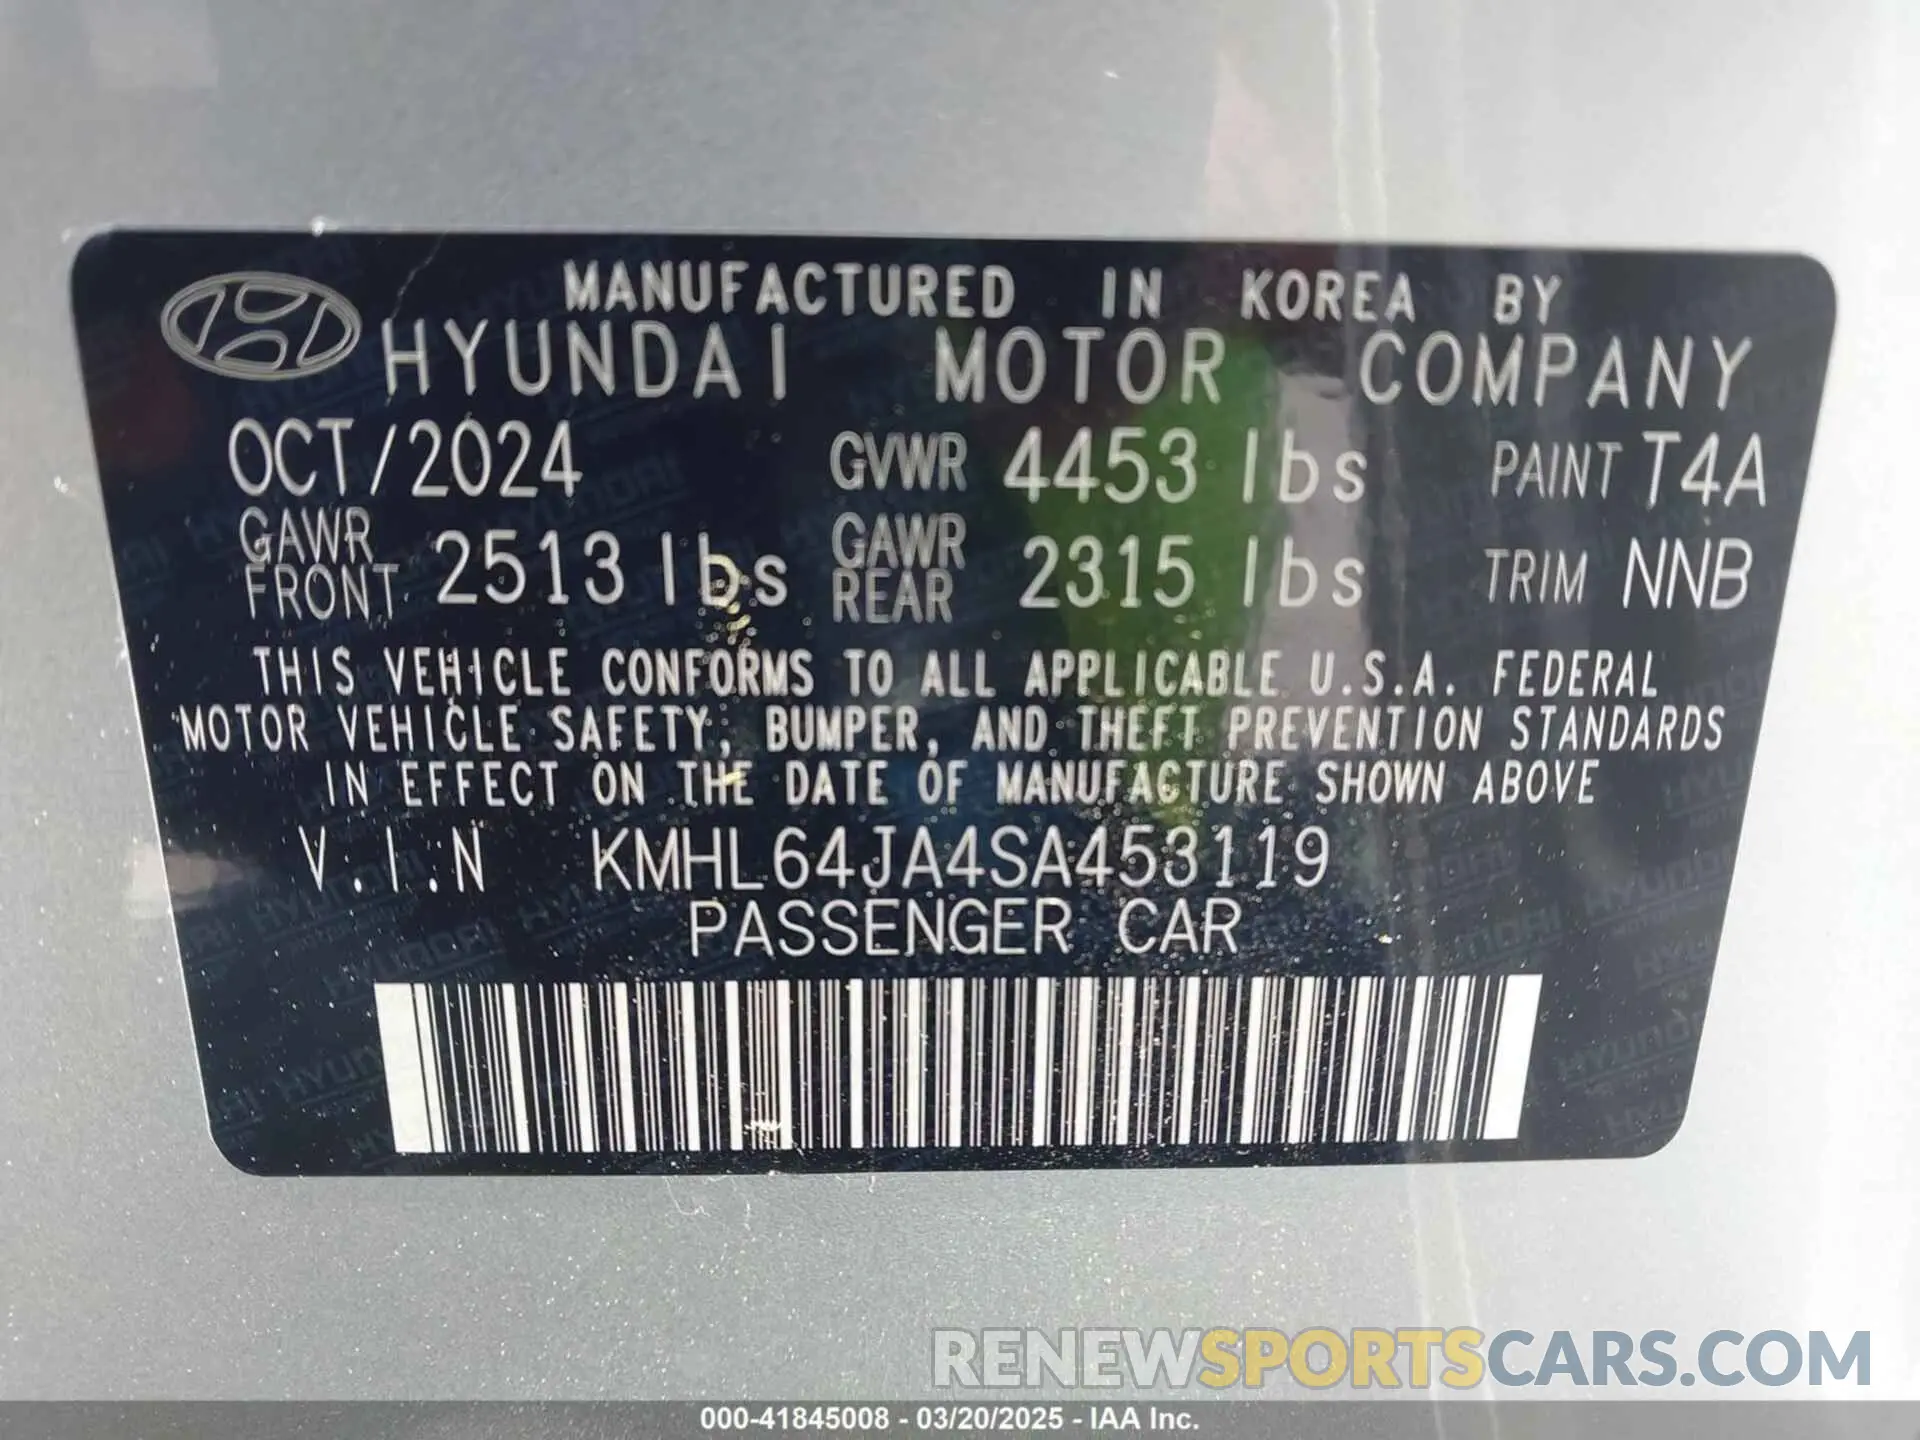 MANUFACTURED IN KOREA BY
HYUNDAI MOTOR COMPANY
OCT/2024 GVWR 4453 lbs PAINT T4A
GAWR FRONT 2513 lbs GAWR REAR 2315 lbs TRIM NNB
THIS VEHICLE CONFORMS TO ALL APPLICABLE U.S.A. FEDERAL
MOTOR VEHICLE SAFETY, BUMPER, AND THEFT PREVENTION STANDARDS
IN EFFECT ON THE DATE OF MANUFACTURE SHOWN ABOVE
V.I.N KMHL64JA4SA453119
PASSENGER CAR
RENEWSPORTSCARS.COM
000-41845008 - 03/20/2025 - IAA Inc.